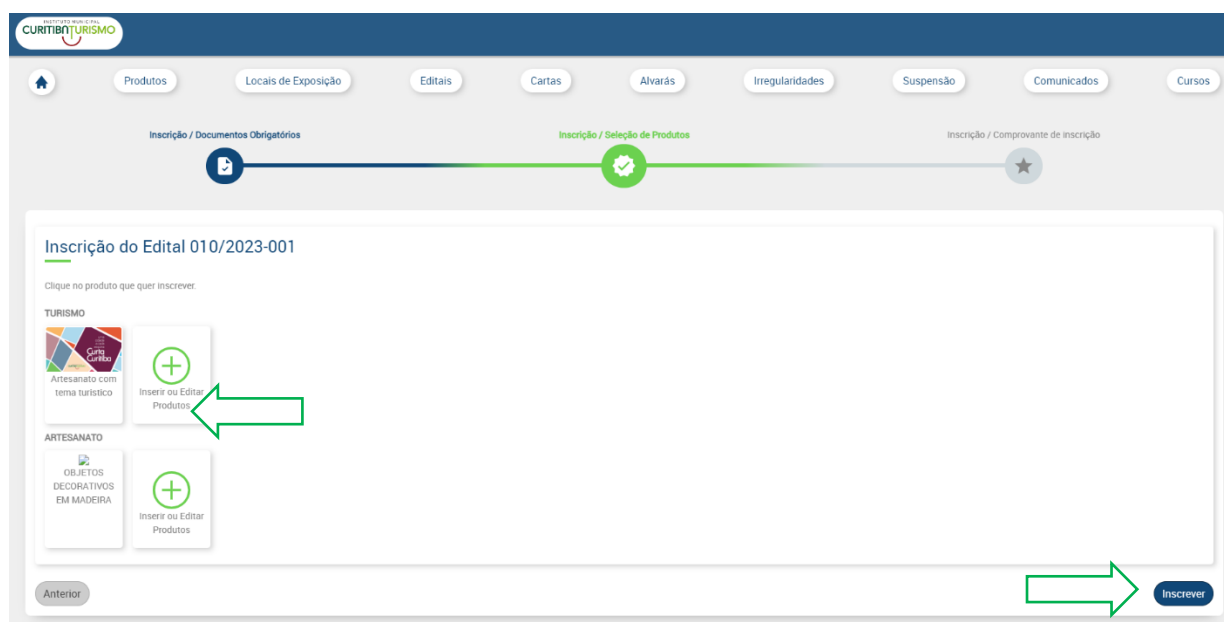 INSTITUTO MUNICIPAL
CURITIBA TURISMO
Produtos
Locais de Exposição
Editais
Cartas
Alvarás
Irregularidades
Suspensão
Comunicados
Cursos
Inscrição / Documentos Obrigatórios
Inscrição / Seleção de Produtos
Inscrição / Comprovante de inscrição
Inscrição do Edital 010/2023-001
Clique no produto que quer inscrever.
TURISMO
Curta
Curitiba
Artesanato com
tema turístico
Inserir ou Editar
Produtos
ARTESANATO
OBJETOS
DECORATIVOS
EM MADEIRA
Inserir ou Editar
Produtos
Anterior
Inscrever